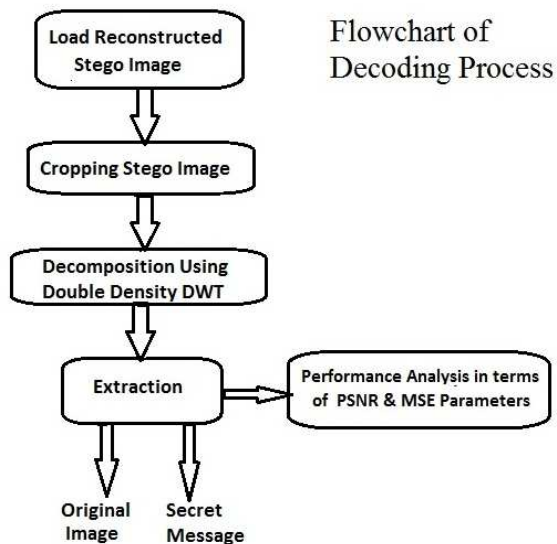 Flowchart of
Decoding Process
Load Reconstructed
Stego Image
Cropping Stego Image
Decomposition Using
Double Density DWT
Extraction
Performance Analysis in terms
of PSNR & MSE Parameters
Original
Image
Secret
Message